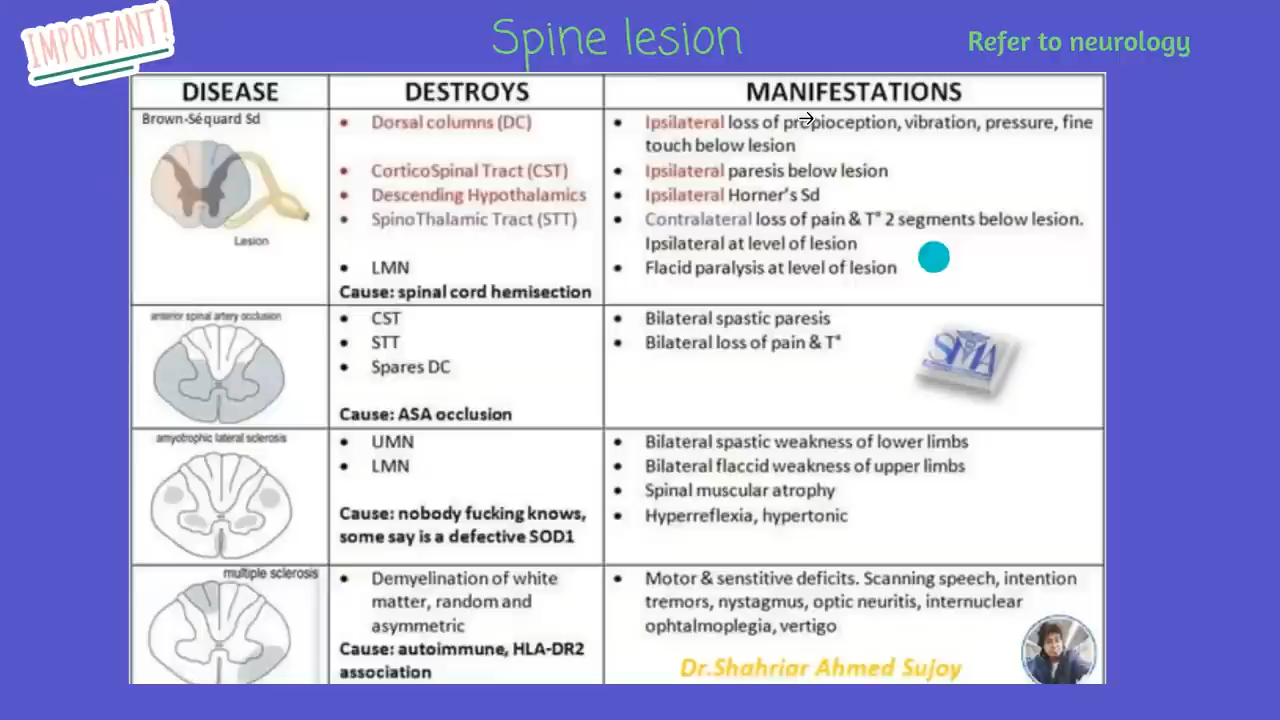 IMPORTANT!
Spine lesion
Refer to neurology
DISEASE
DESTROYS
MANIFESTATIONS
Brown-Séquard Sd
Lesion
• Dorsal columns (DC)
• CorticoSpinal Tract (CST)
• Descending Hypothalamics
• SpinoThalamic Tract (STT)
• LMN
Cause: spinal cord hemisection
• Ipsilateral loss of propioception, vibration, pressure, fine
touch below lesion
• Ipsilateral paresis below lesion
• Ipsilateral Horner's Sd
• Contralateral loss of pain & T° 2 segments below lesion.
Ipsilateral at level of lesion
• Flacid paralysis at level of lesion
anterior spinal artery occlusion
• CST
• STT
• Spares DC
Cause: ASA occlusion
• Bilateral spastic paresis
• Bilateral loss of pain & T°
SMA
amyotrophic lateral sclerosis
• UMN
• LMN
Cause: nobody fucking knows,
some say is a defective SOD1
• Bilateral spastic weakness of lower limbs
• Bilateral flaccid weakness of upper limbs
• Spinal muscular atrophy
• Hyperreflexia, hypertonic
multiple sclerosis
• Demyelination of white
matter, random and
asymmetric
Cause: autoimmune, HLA-DR2
association
• Motor & senstitive deficits. Scanning speech, intention
tremors, nystagmus, optic neuritis, internuclear
ophtalmoplegia, vertigo
Dr.Shahriar Ahmed Sujoy